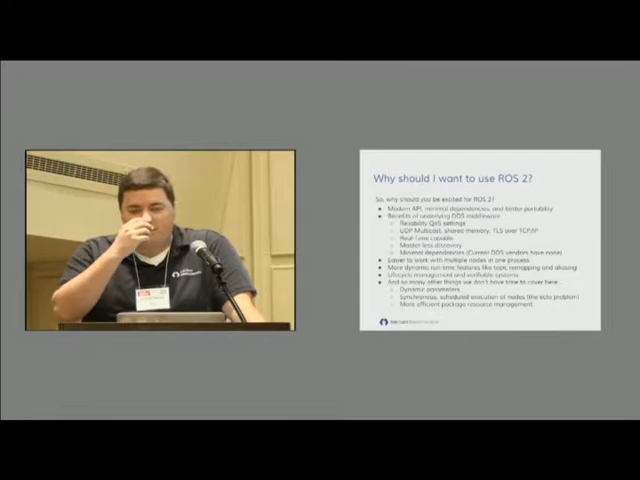 Why should I want to use ROS 2?
So, why should you be excited for ROS 2?
Modern API, minimal dependencies, and better portability
Benefits of underlying DDS middleware
Reliability QoS settings
UDP Multicast, shared memory, TLS over TCP/IP
Real-Time capable
Master-less discovery
Minimal dependencies (Current DDS vendors have none)
Easier to work with multiple nodes in one process
More dynamic run-time features like topic remapping and aliasing
Lifecycle management and verifiable systems
And so many other things we don't have time to cover here...
Dynamic parameters
Synchronous, scheduled execution of nodes (the ecto problem)
More efficient package resource management